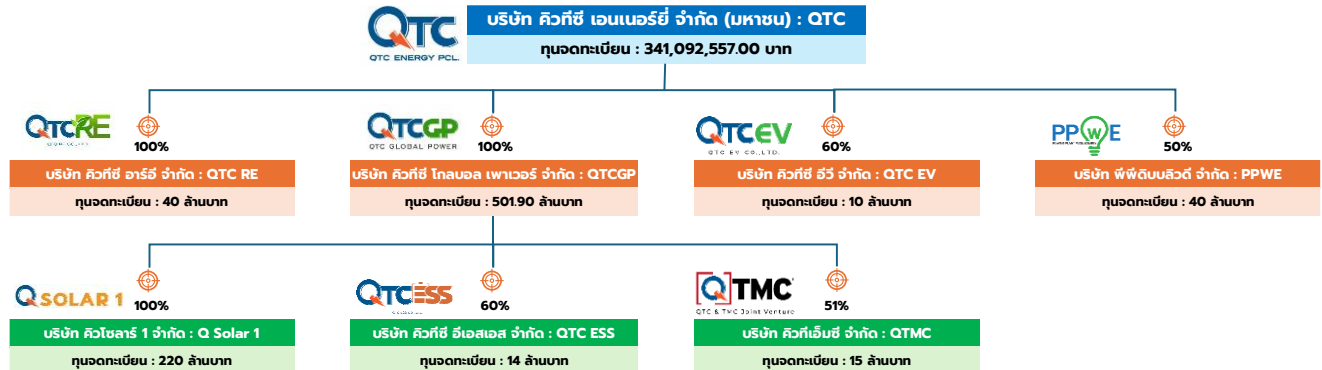 QTC
QTC ENERGY PCL.
บริษัท คิวทีซี เอนเนอร์ยี่ จำกัด (มหาชน) : QTC
ทุนจดทะเบียน : 341,092,557.00 บาท
QTCRE
100%
บริษัท คิวทีซี อาร์อี จำกัด : QTC RE
ทุนจดทะเบียน : 40 ล้านบาท
QTCGP
QTC GLOBAL POWER
100%
บริษัท คิวทีซี โกลบอล เพาเวอร์ จำกัด : QTCGP
ทุนจดทะเบียน : 501.90 ล้านบาท
QTCEV
QTC EV CO.,LTD.
60%
บริษัท คิวทีซี อีวี จำกัด : QTC EV
ทุนจดทะเบียน : 10 ล้านบาท
PPWE
50%
บริษัท พีพีดับบลิวดี จำกัด : PPWE
ทุนจดทะเบียน : 40 ล้านบาท
QSOLAR 1
100%
บริษัท คิวโซลาร์ 1 จำกัด : Q Solar 1
ทุนจดทะเบียน : 220 ล้านบาท
QTCESS
60%
บริษัท คิวทีซี อีเอสเอส จำกัด : QTC ESS
ทุนจดทะเบียน : 14 ล้านบาท
QTMC
QTC & TMC Joint Venture
51%
บริษัท คิวทีเอ็มซี จำกัด : QTMC
ทุนจดทะเบียน : 15 ล้านบาท